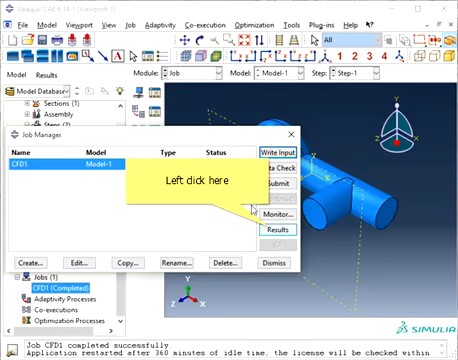 Abaqus/CAE 6.14-1 [Viewport: 1]
File Model Viewport View Job Adaptivity Co-execution Optimization Tools Plug-ins Help
All
1 2 3 4
Model Results Module: Job Model: Model-1 Step: Step-1
Model Database
Sections (1)
Job Manager
Name Model Type Status
CFD1 Model-1
Write Input
Data Check
Submit
Continue
Monitor...
Results
Kill
Left click here
Create... Edit... Copy... Rename... Delete... Dismiss
Jobs (1)
CFD1 (Completed)
Adaptivity Processes
Co-executions
Optimization Processes
Y
Z X
Y
Z X
SIMULIA
Job CFD1 completed successfully
Application restarted after 360 minutes of idle time, the license will be checked within